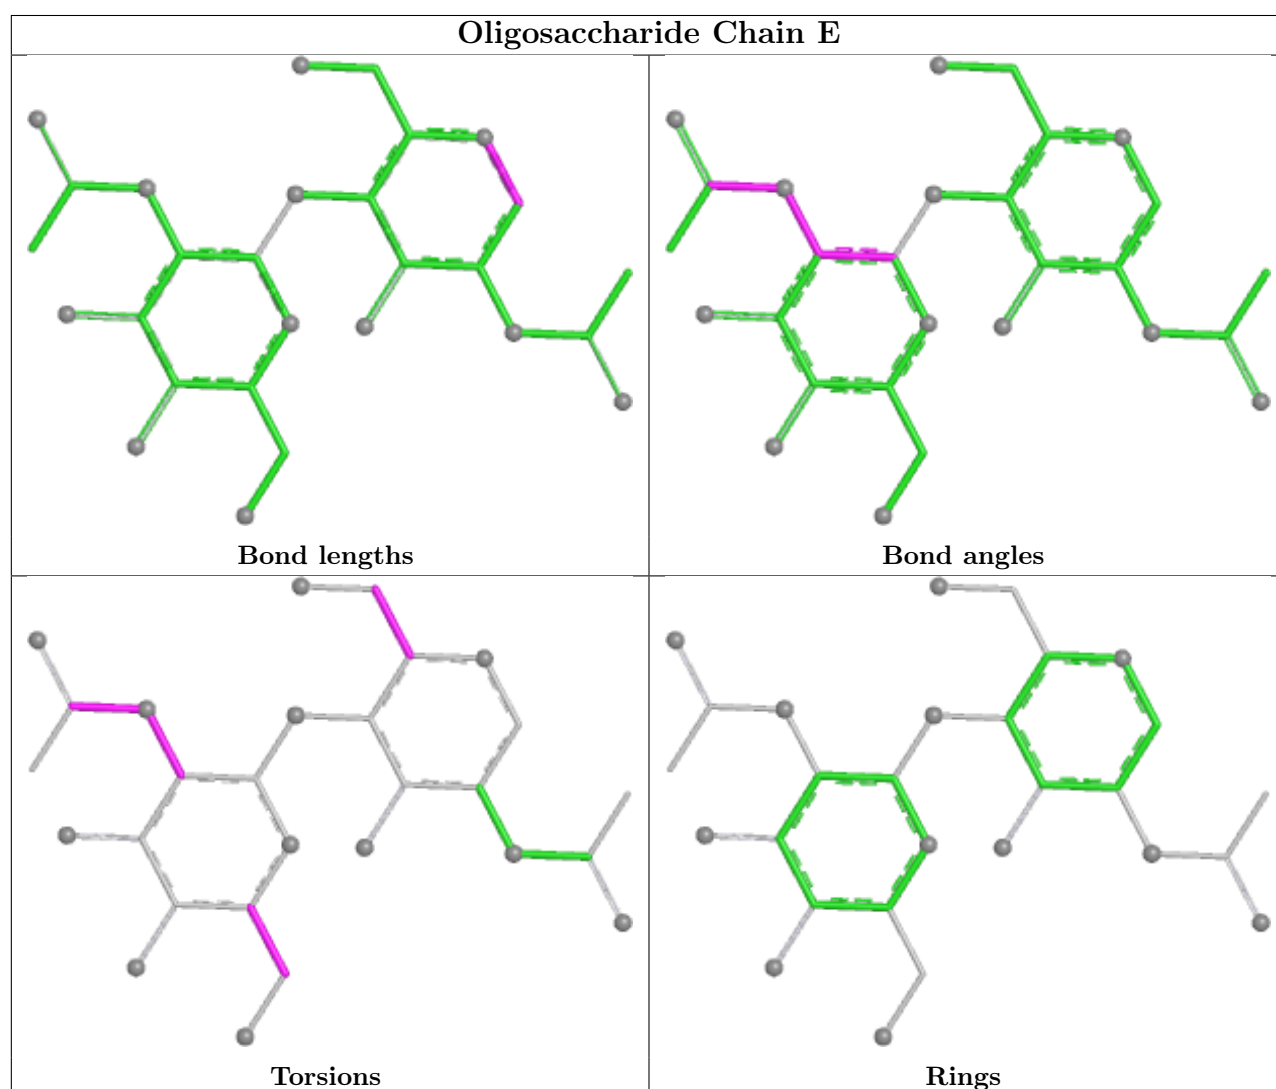 Oligosaccharide Chain E
Bond lengths
Bond angles
Torsions
Rings